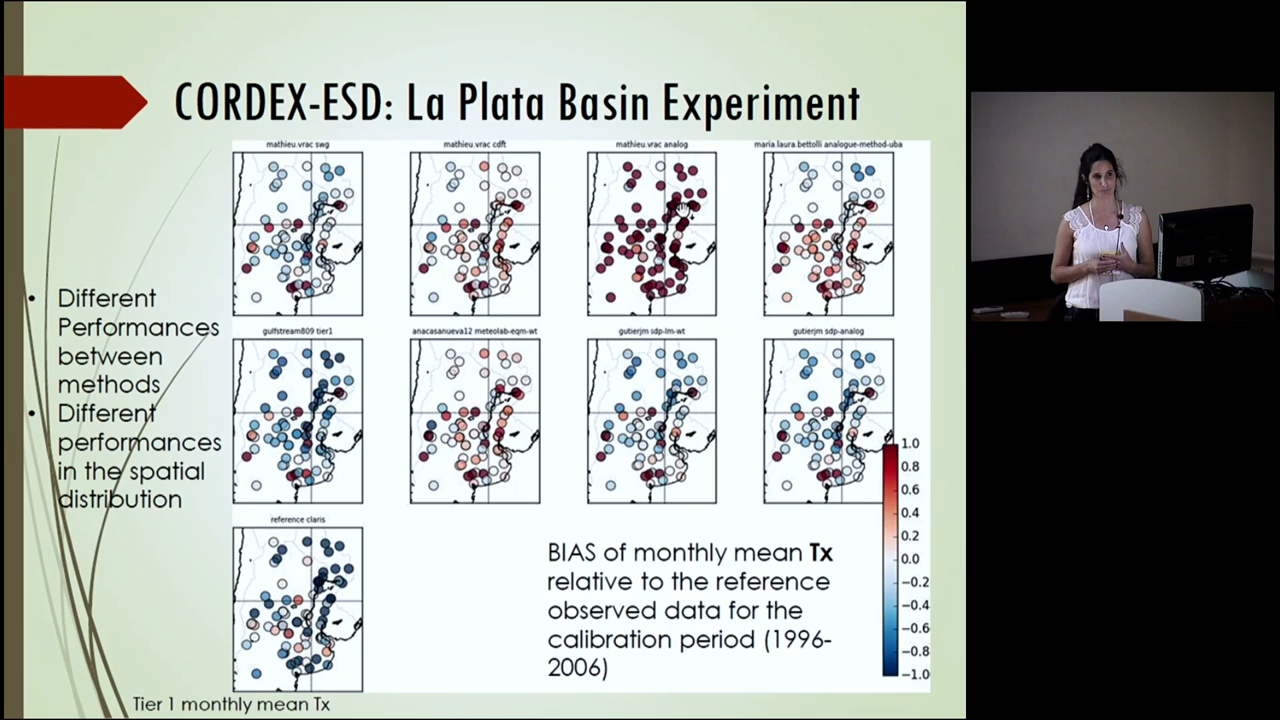 CORDEX-ESD: La Plata Basin Experiment
mathieu.vrac swg
mathieu.vrac cdft
mathieu.vrac analog
maria.laura.bettolli analogue-method-uba
gulfstream809 tier1
anacasanueva12 meteolab-eqm-wt
gutierjm sdp-lm-wt
gutierjm sdp-analog
reference claris
• Different
Performances
between
methods
• Different
performances
in the spatial
distribution
BIAS of monthly mean Tx
relative to the reference
observed data for the
calibration period (1996-
2006)
1.0
0.8
0.6
0.4
0.2
0.0
−0.2
−0.4
−0.6
−0.8
−1.0
Tier 1 monthly mean Tx